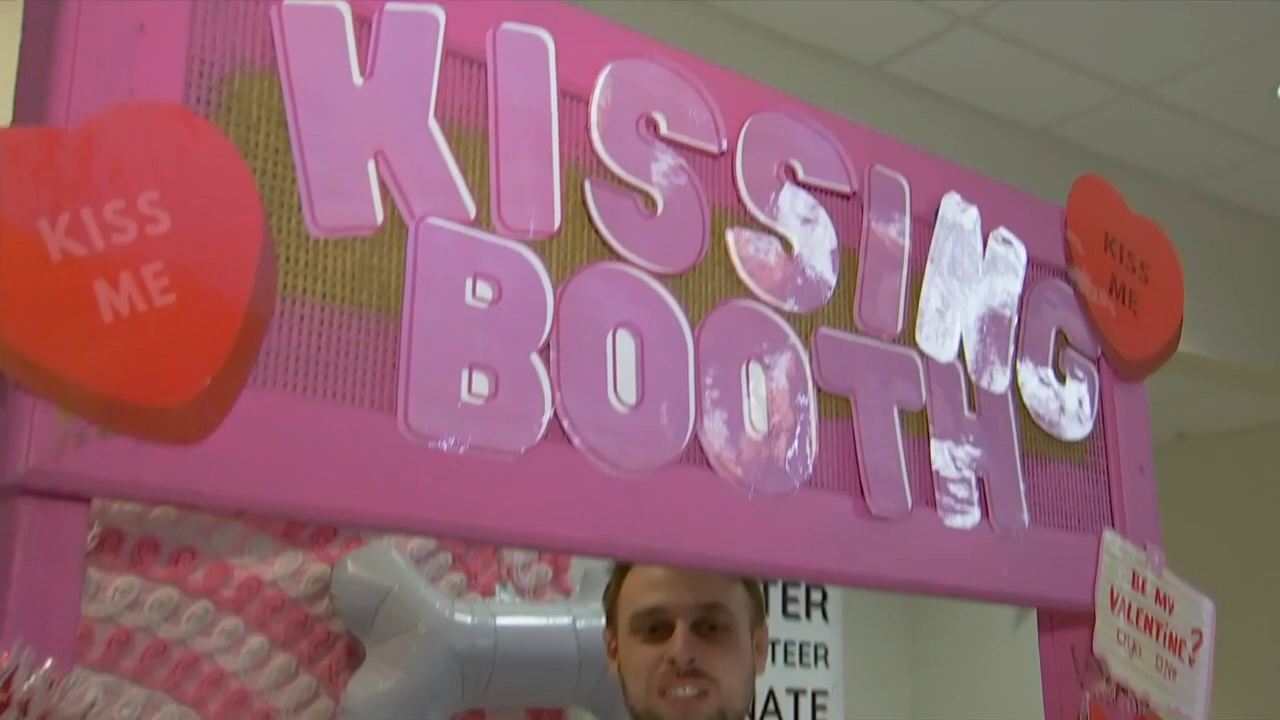 KISSING
BOOTH
KISS
ME
KISS
ME
TER
TEER
NATE
BE MY
VALENTINE?